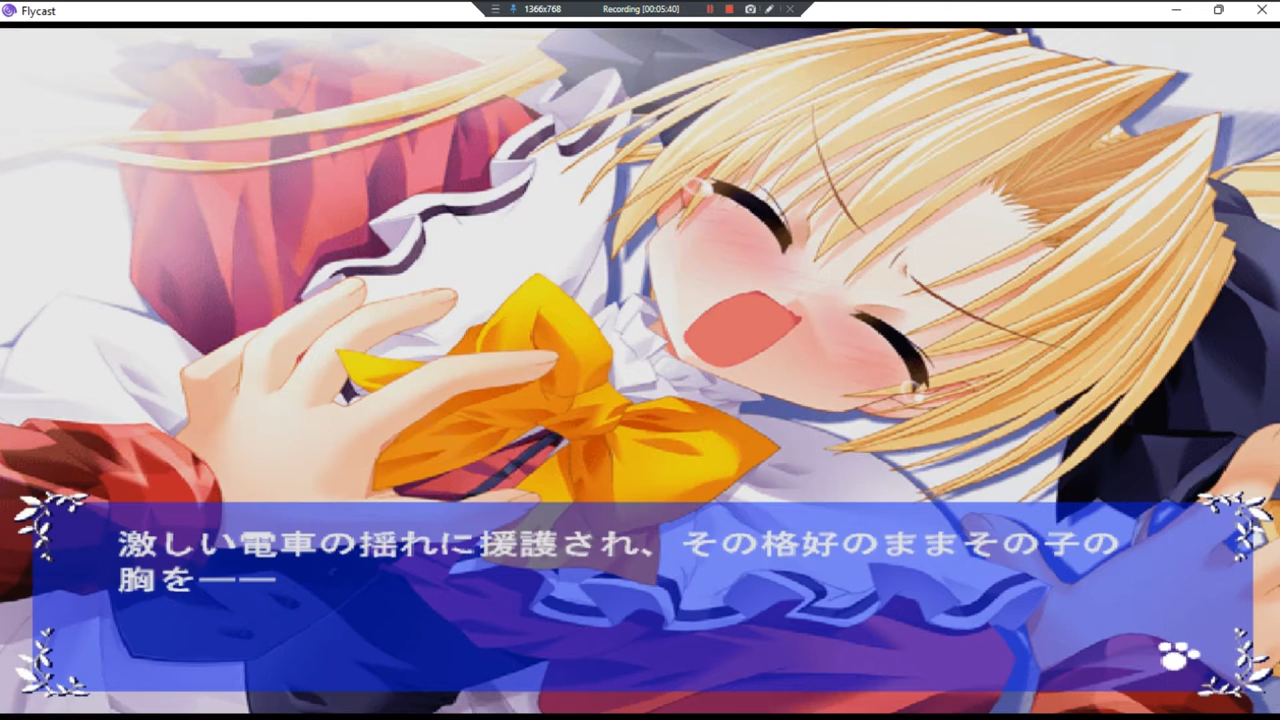 Flycast
1366x768
Recording [00:05:40]
激しい電車の揺れに援護され、その格好のままその子の
胸を――